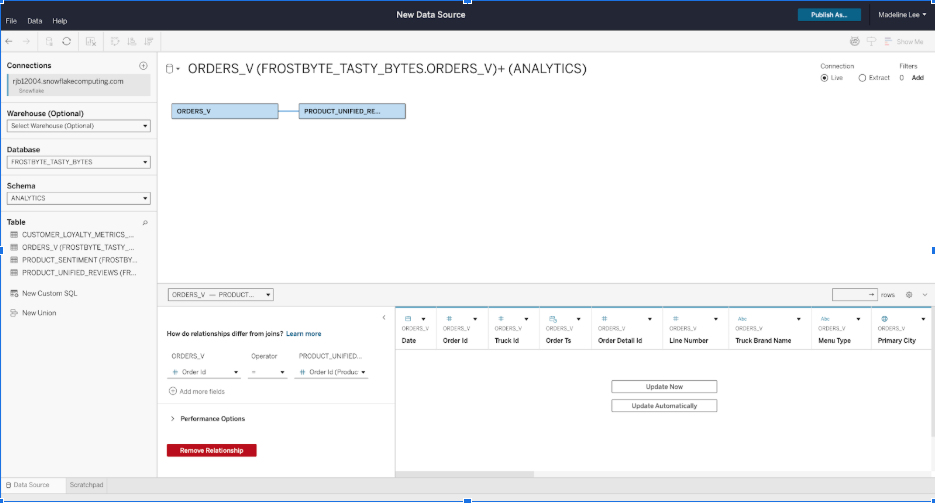 New Data Source
Publish As...
Madeline Lee
File Data Help
Show Me
Connections
rjb12004.snowflakecomputing.com
Snowflake
Warehouse (Optional)
Select Warehouse (Optional)
Database
FROSTBYTE_TASTY_BYTES
Schema
ANALYTICS
Table
CUSTOMER_LOYALTY_METRICS_...
ORDERS_V (FROSTBYTE_TASTY_...
PRODUCT_SENTIMENT (FROSTBY...
PRODUCT_UNIFIED_REVIEWS (FR...
New Custom SQL
New Union
ORDERS_V (FROSTBYTE_TASTY_BYTES.ORDERS_V)+ (ANALYTICS)
Connection
Live Extract
Filters
0 Add
ORDERS_V
PRODUCT_UNIFIED_RE...
ORDERS_V — PRODUCT...
rows
How do relationships differ from joins? Learn more
ORDERS_V Operator PRODUCT_UNIFIED...
Order Id = Order Id (Produc
Add more fields
Performance Options
Remove Relationship
Abc Abc
ORDERS_V ORDERS_V ORDERS_V ORDERS_V ORDERS_V ORDERS_V ORDERS_V ORDERS_V ORDERS_V
Date Order Id Truck Id Order Ts Order Detail Id Line Number Truck Brand Name Menu Type Primary City
Update Now
Update Automatically
Data Source Scratchpad